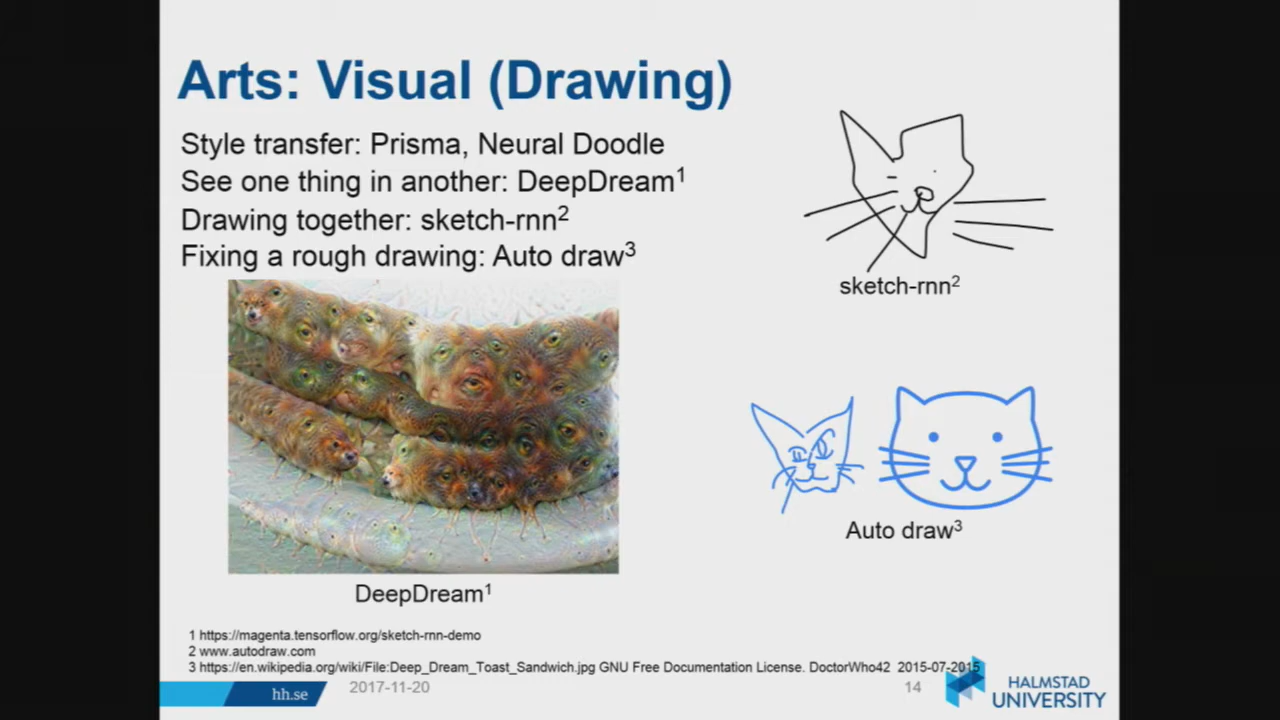 Arts: Visual (Drawing)
Style transfer: Prisma, Neural Doodle
See one thing in another: DeepDream1
Drawing together: sketch-rnn2
Fixing a rough drawing: Auto draw3
sketch-rnn2
Auto draw3
DeepDream1
1 https://magenta.tensorflow.org/sketch-rnn-demo
2 www.autodraw.com
3 https://en.wikipedia.org/wiki/File:Deep_Dream_Toast_Sandwich.jpg GNU Free Documentation License. DoctorWho42 2015-07-2015
hh.se
2017-11-20
14
HALMSTAD
UNIVERSITY